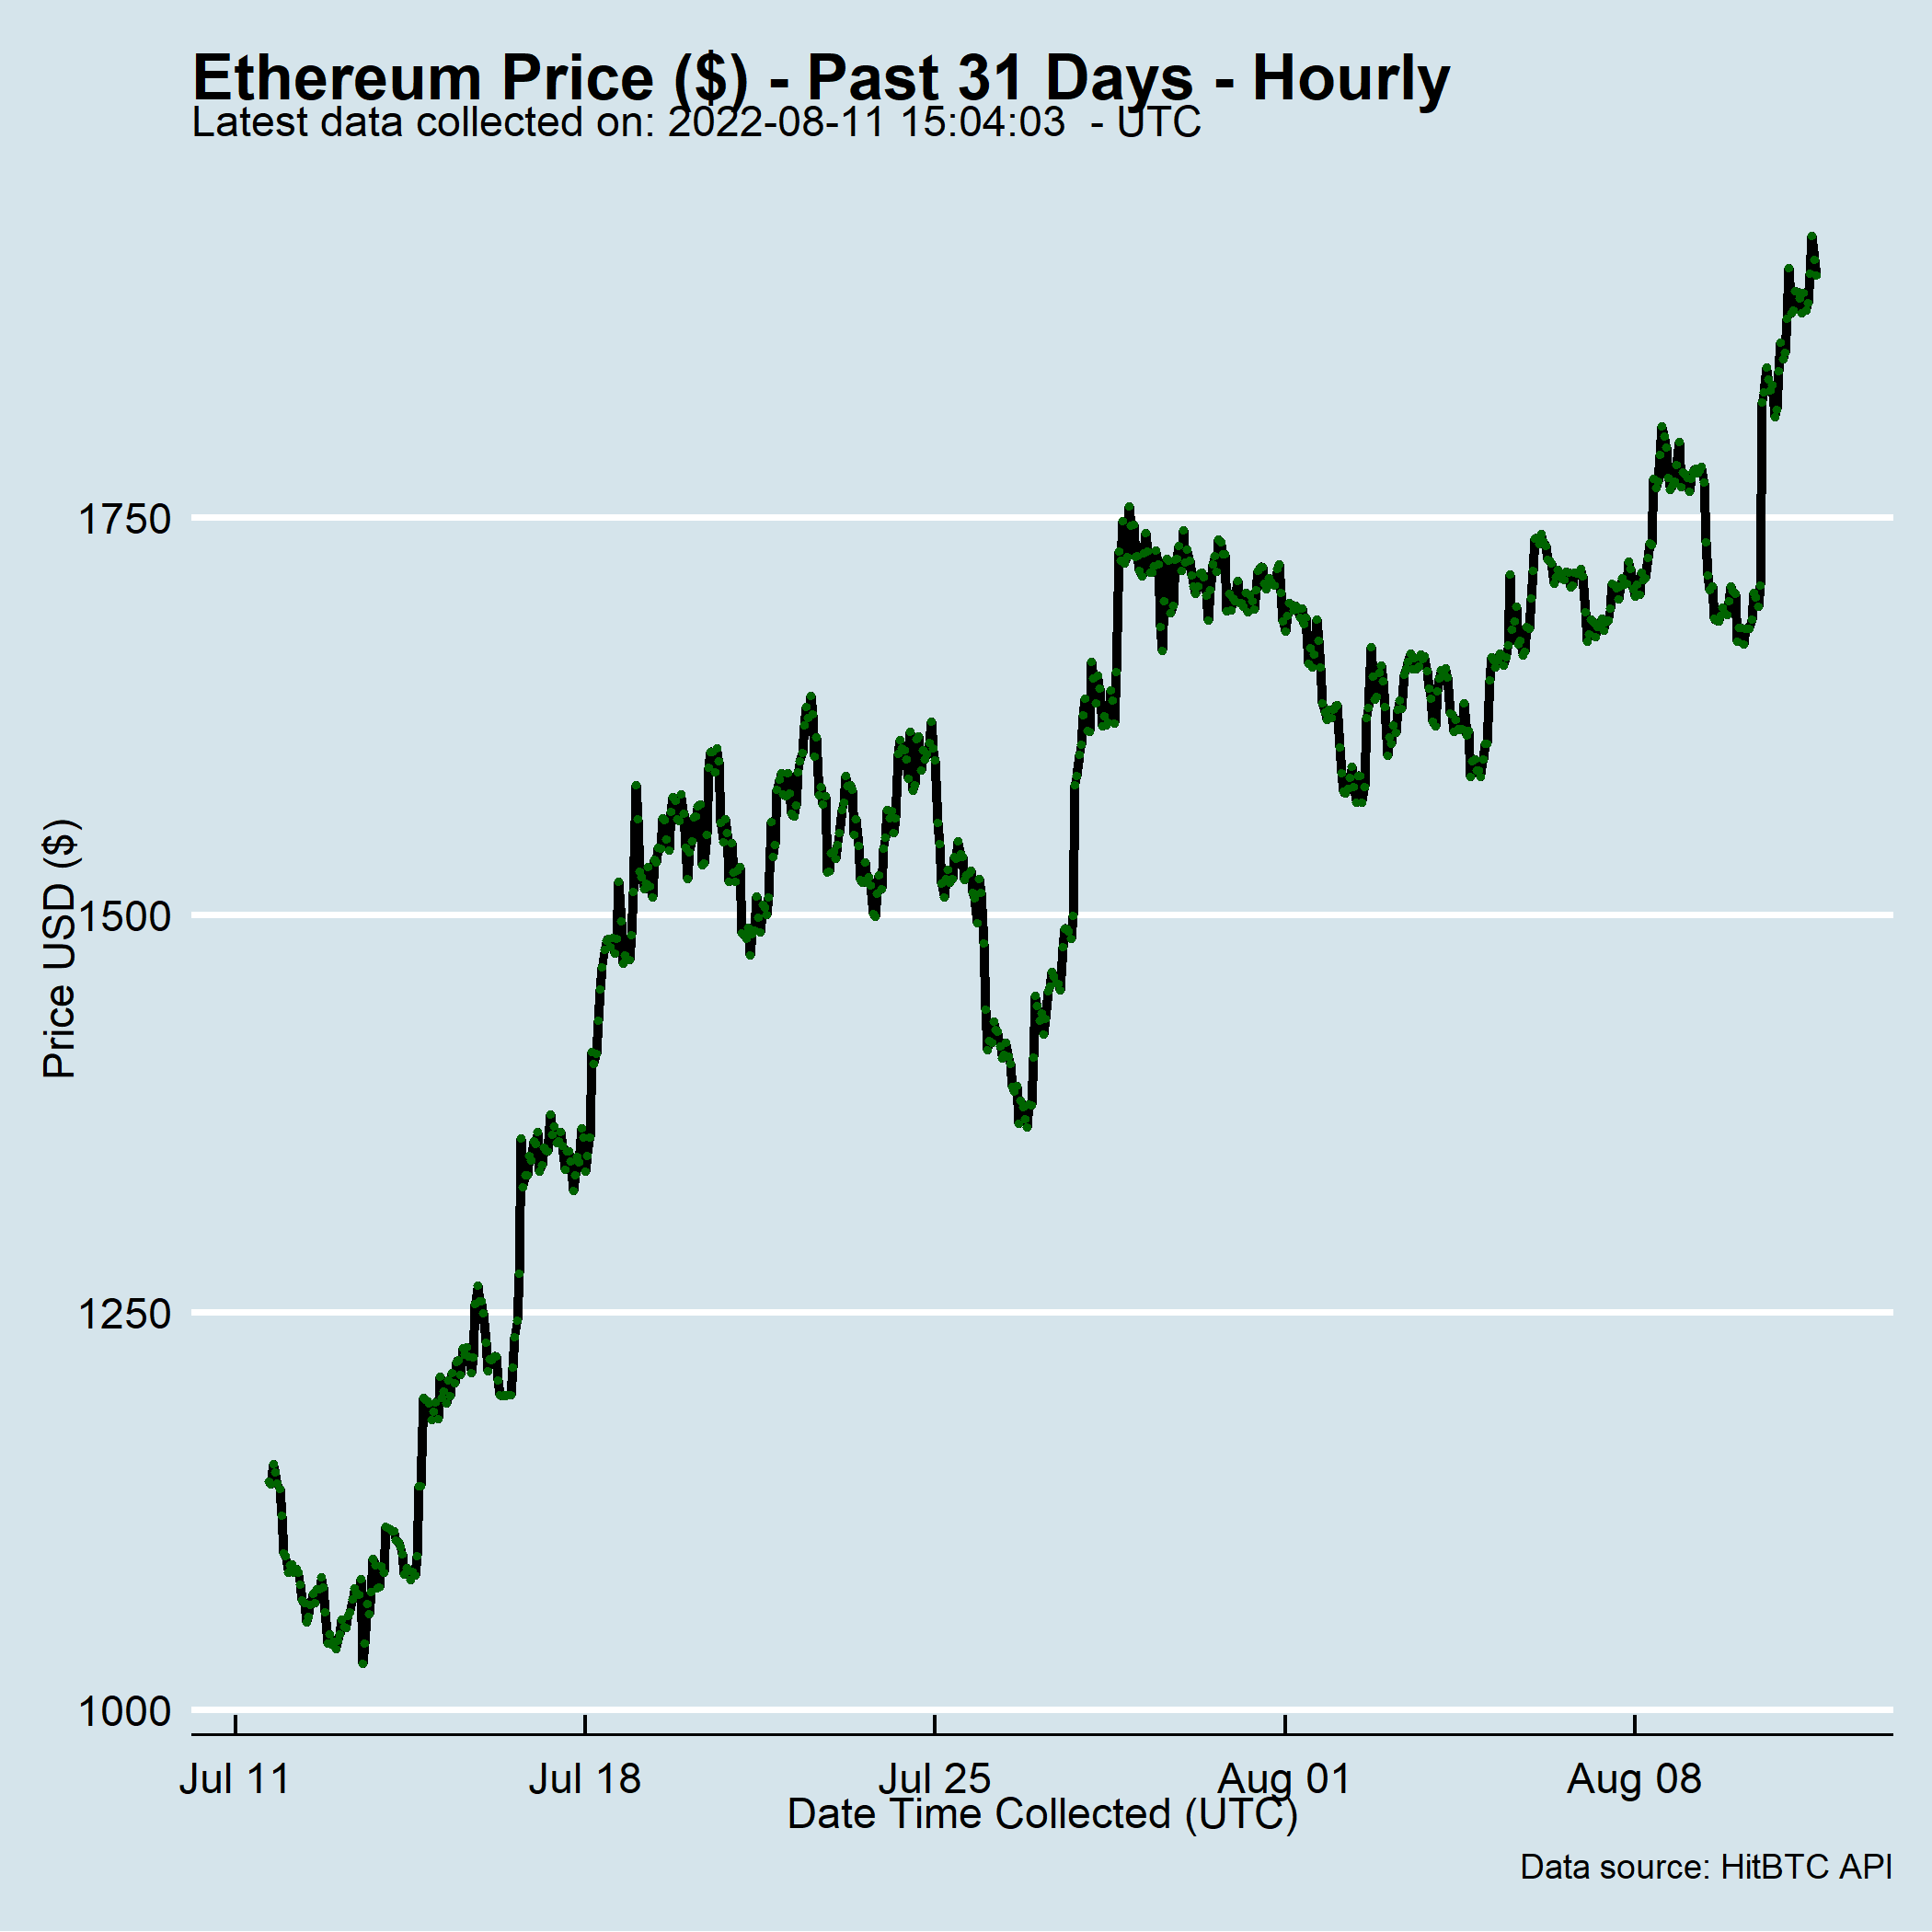 Ethereum Price ($) - Past 31 Days - Hourly
Latest data collected on: 2022-08-11 15:04:03  - UTC
Price USD ($)
1750
1500
1250
1000
Jul 11
Jul 18
Jul 25
Aug 01
Aug 08
Date Time Collected (UTC)
Data source: HitBTC API